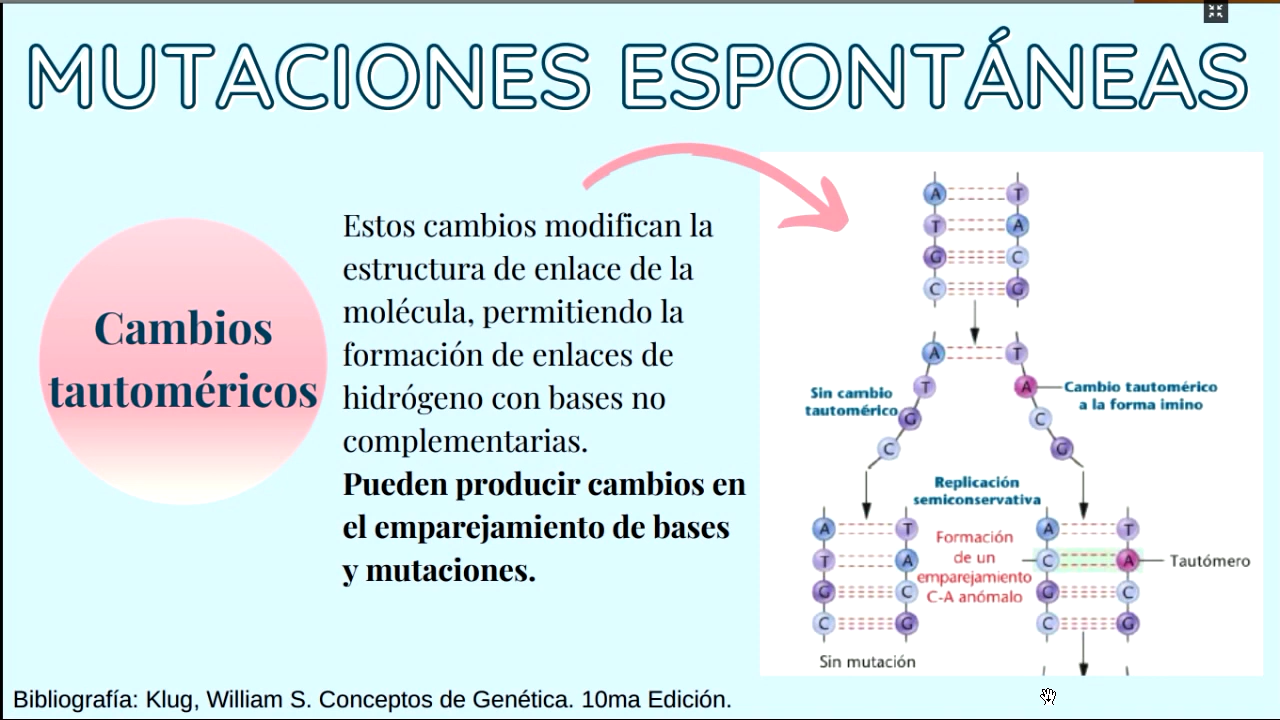 MUTACIONES ESPONTÁNEAS
Cambios
tautoméricos
Estos cambios modifican la
estructura de enlace de la
molécula, permitiendo la
formación de enlaces de
hidrógeno con bases no
complementarias.
Pueden producir cambios en
el emparejamiento de bases
y mutaciones.
A T
T A
G C
C G
A T
T A
G C
C G
Sin cambio
tautomérico
Cambio tautomérico
a la forma imino
Replicación
semiconservativa
A T
T A
G C
C G
Formación
de un
emparejamiento
C-A anómalo
A T
C A
G C
C G
Tautómero
Sin mutación
Bibliografía: Klug, William S. Conceptos de Genética. 10ma Edición.